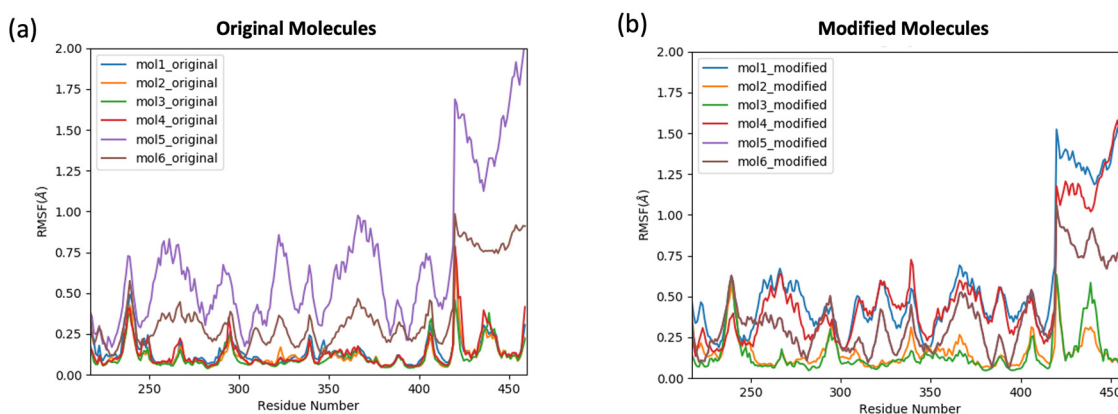 (a)
Original Molecules
2.00
1.75
1.50
1.25
1.00
0.75
0.50
0.25
0.00
RMSF(Å)
mol1_original
mol2_original
mol3_original
mol4_original
mol5_original
mol6_original
250
300
350
400
450
Residue Number
(b)
Modified Molecules
2.00
1.75
1.50
1.25
1.00
0.75
0.50
0.25
0.00
RMSF(Å)
mol1_modified
mol2_modified
mol3_modified
mol4_modified
mol5_modified
mol6_modified
250
300
350
400
Residue Number